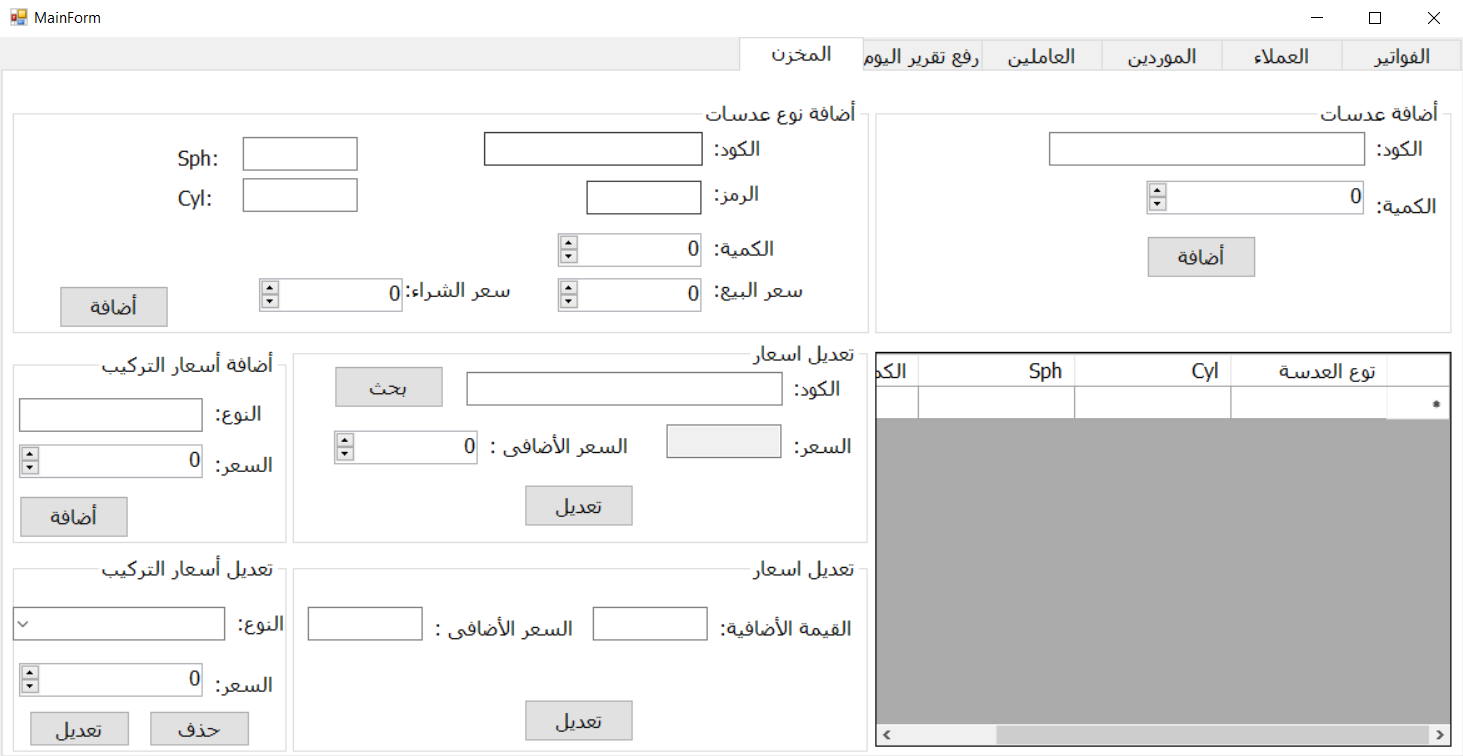 MainForm
الفواتير
العملاء
الموردين
العاملين
رفع تقرير اليوم
المخزن
أضافة عدسات
الكود:
الكمية:
0
أضافة
أضافة نوع عدسات
الكود:
Sph:
الرمز:
Cyl:
الكمية:
0
سعر البيع:
0
سعر الشراء:
0
أضافة
توع العدسة
Cyl
Sph
الكد
تعديل اسعار
الكود:
بحث
السعر:
السعر الأضافى :
0
تعديل
أضافة أسعار التركيب
النوع:
السعر:
0
أضافة
تعديل اسعار
القيمة الأضافية:
السعر الأضافى :
تعديل
تعديل أسعار التركيب
النوع:
السعر:
0
حذف
تعديل